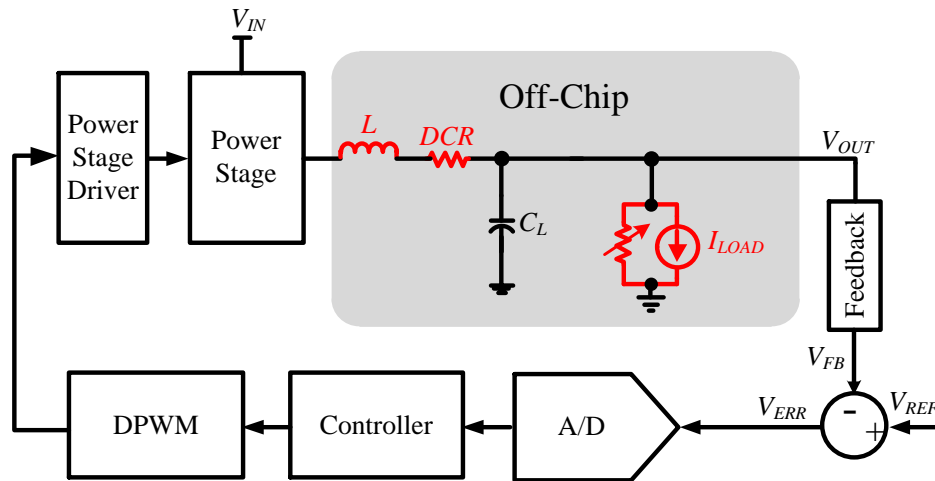 V_IN
Off-Chip
Power
Stage
Driver
Power
Stage
L
DCR
V_OUT
C_L
I_LOAD
Feedback
V_FB
V_ERR
-
+
V_REF
DPWM
Controller
A/D